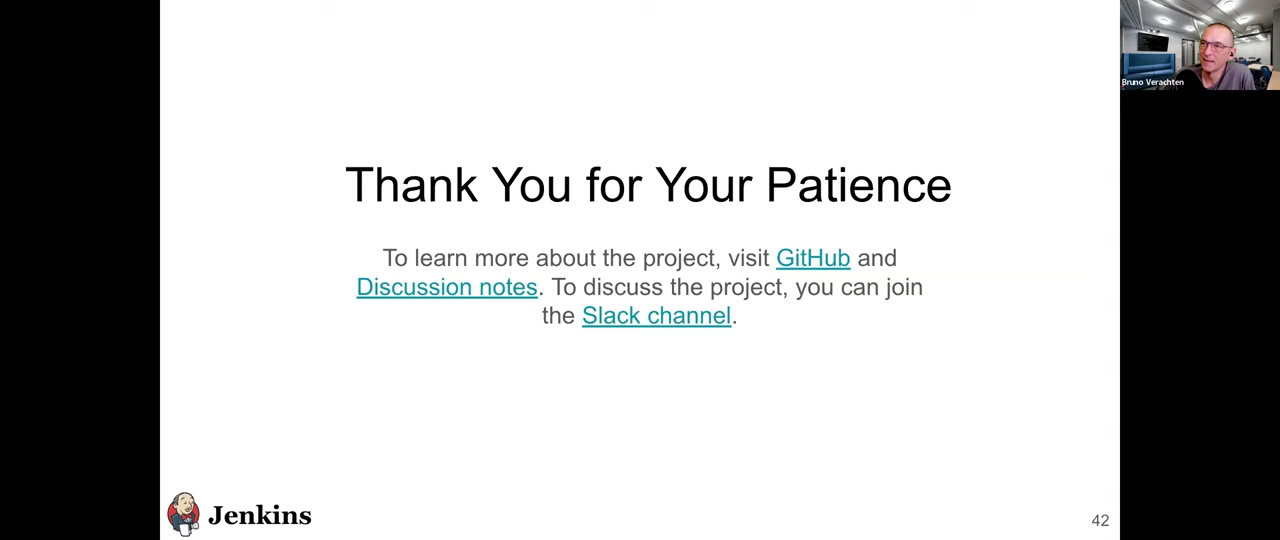 Thank You for Your Patience
To learn more about the project, visit GitHub and
Discussion notes. To discuss the project, you can join
the Slack channel.
Jenkins
42
Bruno Verachten